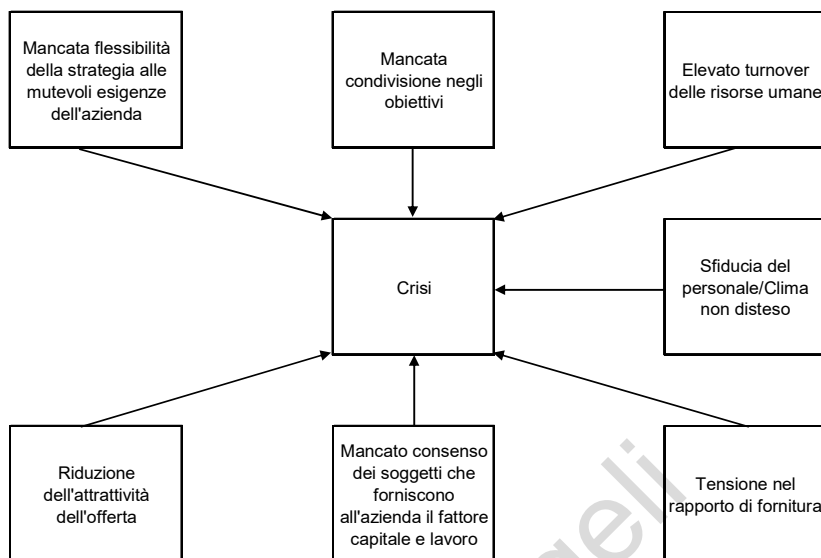 Mancata flessibilità
della strategia alle
mutevoli esigenze
dell'azienda
Mancata
condivisione negli
obiettivi
Elevato turnover
delle risorse umane
Crisi
Sfiducia del
personale/Clima
non disteso
Riduzione
dell'attrattività
dell'offerta
Mancato consenso
dei soggetti che
forniscono
all'azienda il fattore
capitale e lavoro
Tensione nel
rapporto di fornitura
geli